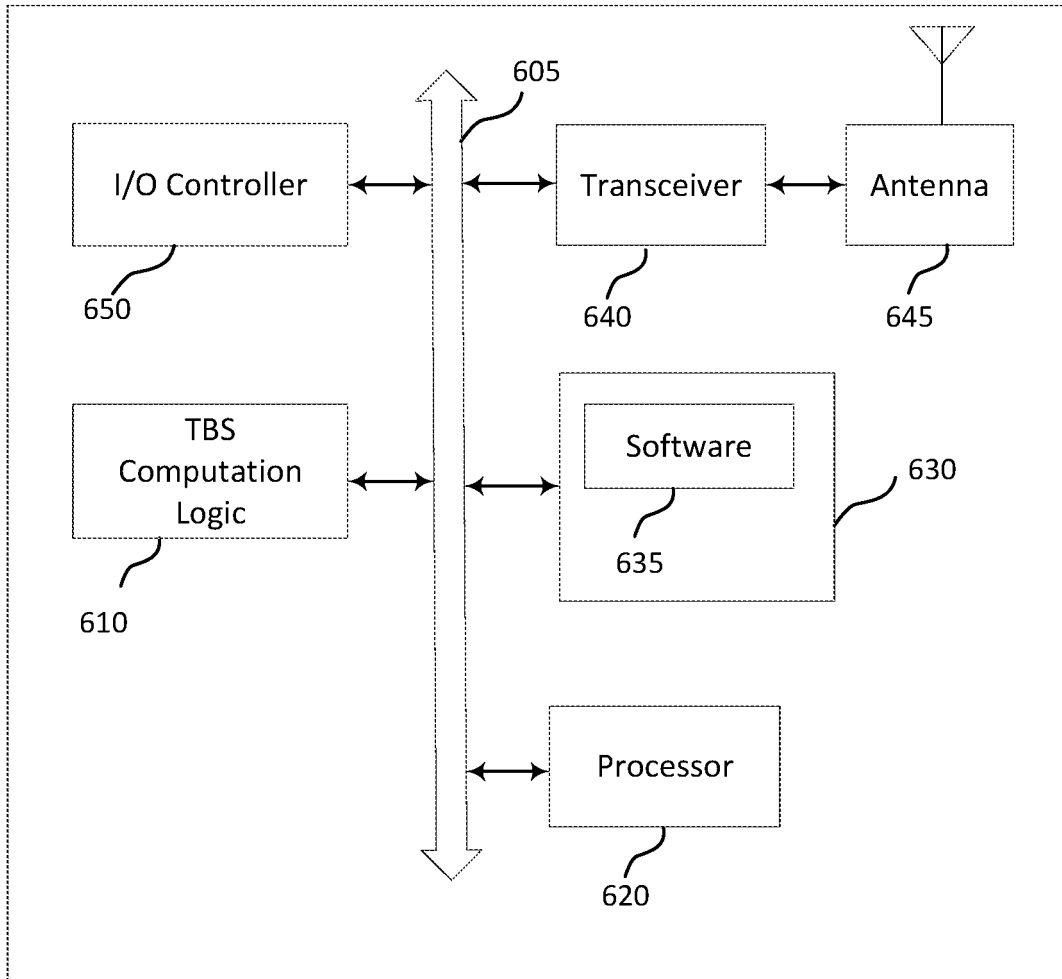 605
I/O Controller
Transceiver
Antenna
650
640
645
TBS
Computation
Logic
Software
630
635
610
Processor
620